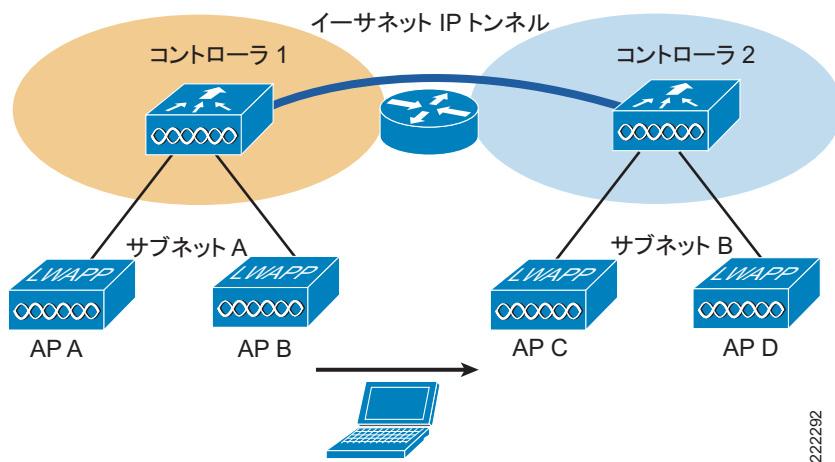 イーサネット IP トンネル
コントローラ 1
コントローラ 2
サブネット A
サブネット B
LWAPP
LWAPP
LWAPP
LWAPP
AP A
AP B
AP C
AP D
222292